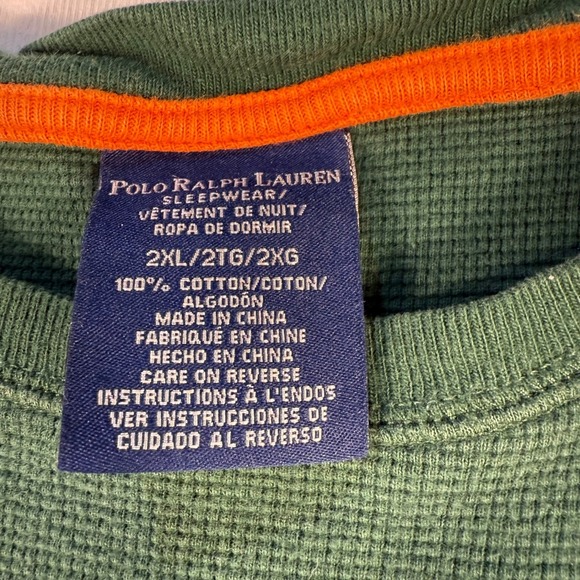 POLO RALPH LAUREN
SLEEPWEAR/
VÊTEMENT DE NUIT/
ROPA DE DORMIR
2XL/2TG/2XG
100% COTTON/COTON/
ALGODÓN
MADE IN CHINA
FABRIQUÉ EN CHINE
HECHO EN CHINA
CARE ON REVERSE
INSTRUCTIONS À L'ENDOS
VER INSTRUCCIONES DE
CUIDADO AL REVERSO